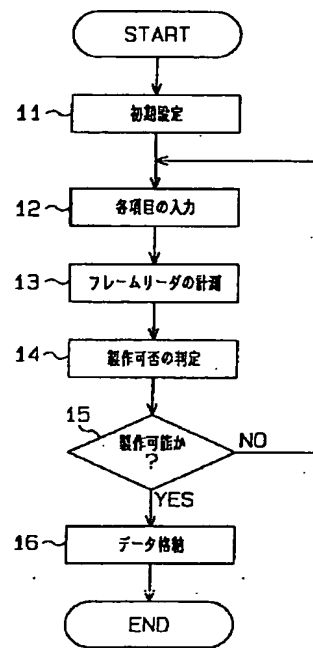 START
11
初期設定
12
各項目の入力
13
フレームリーダの計測
14
製作可否の判定
15
製作可能か
?
NO
YES
16
データ格納
END